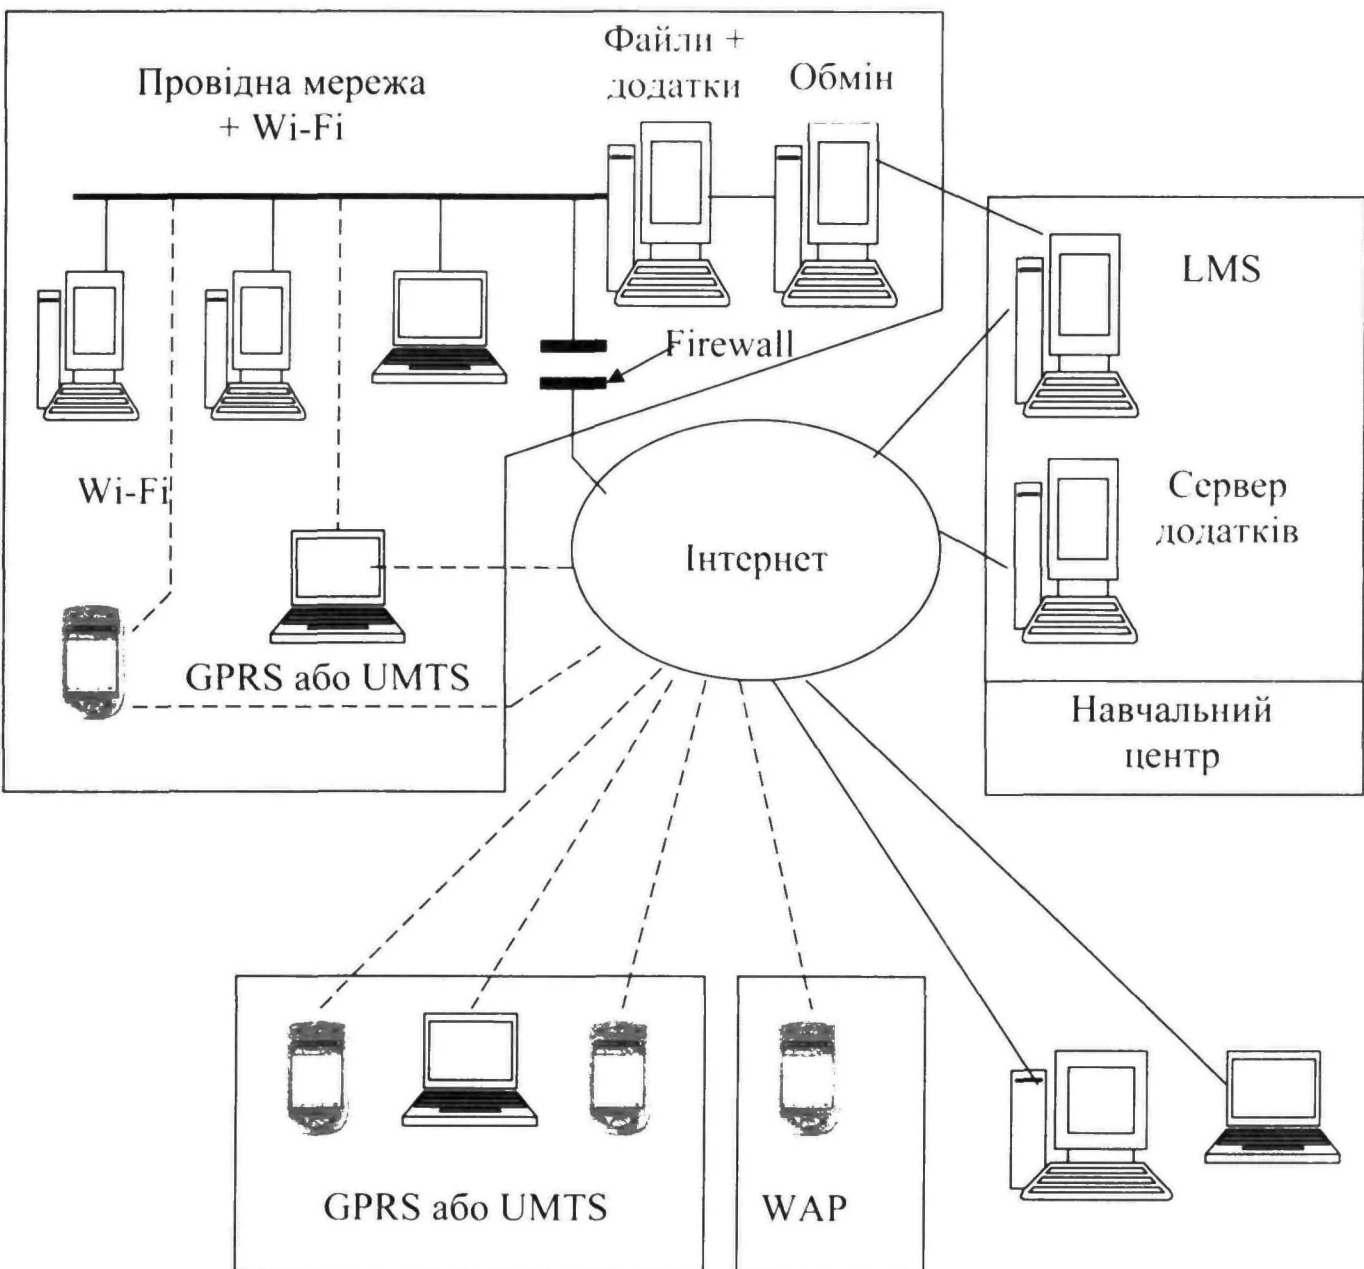 Провідна мережа
+ Wi-Fi
Файли +
додатки
Обмін
LMS
Firewall
Wi-Fi
Сервер
додатків
Інтернет
GPRS або UMTS
Навчальний
центр
GPRS або UMTS
WAP